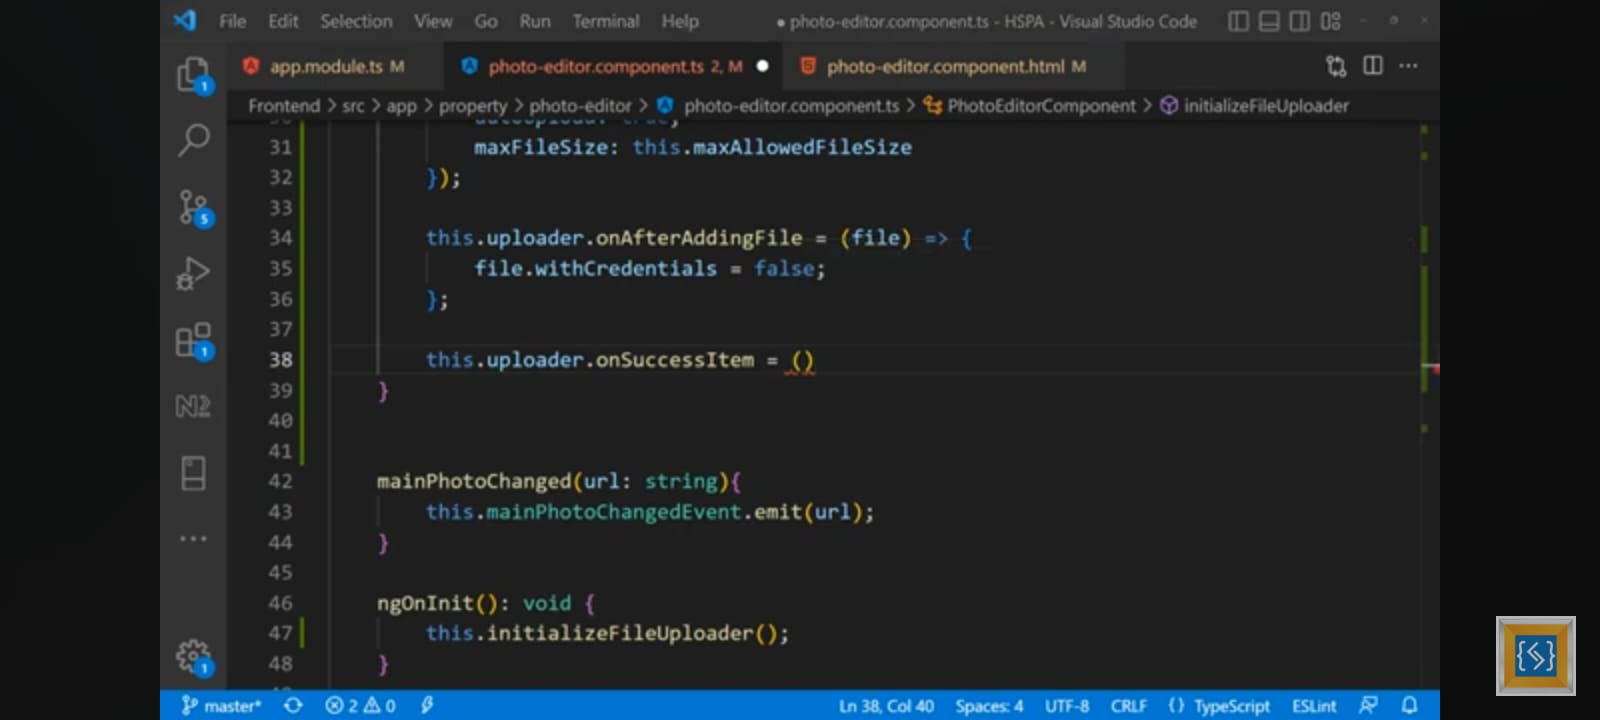 File Edit Selection View Go Run Terminal Help ● photo-editor.component.ts - HSPA - Visual Studio Code
app.module.ts M photo-editor.component.ts 2, M photo-editor.component.html M
Frontend > src > app > property > photo-editor > photo-editor.component.ts > PhotoEditorComponent > initializeFileUploader
31 maxFileSize: this.maxAllowedFileSize
32 });
33
34 this.uploader.onAfterAddingFile = (file) => {
35 file.withCredentials = false;
36 };
37
38 this.uploader.onSuccessItem = ()
39 }
40
41
42 mainPhotoChanged(url: string){
43 this.mainPhotoChangedEvent.emit(url);
44 }
45
46 ngOnInit(): void {
47 this.initializeFileUploader();
48 }
master* 2 0 Ln 38, Col 40 Spaces: 4 UTF-8 CRLF {} TypeScript ESLint
1
5
1
N2
1